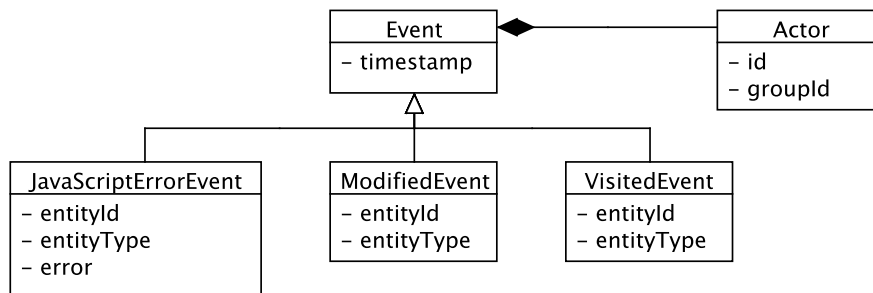 Event
- timestamp
Actor
- id
- groupId
JavaScriptErrorEvent
- entityId
- entityType
- error
ModifiedEvent
- entityId
- entityType
VisitedEvent
- entityId
- entityType